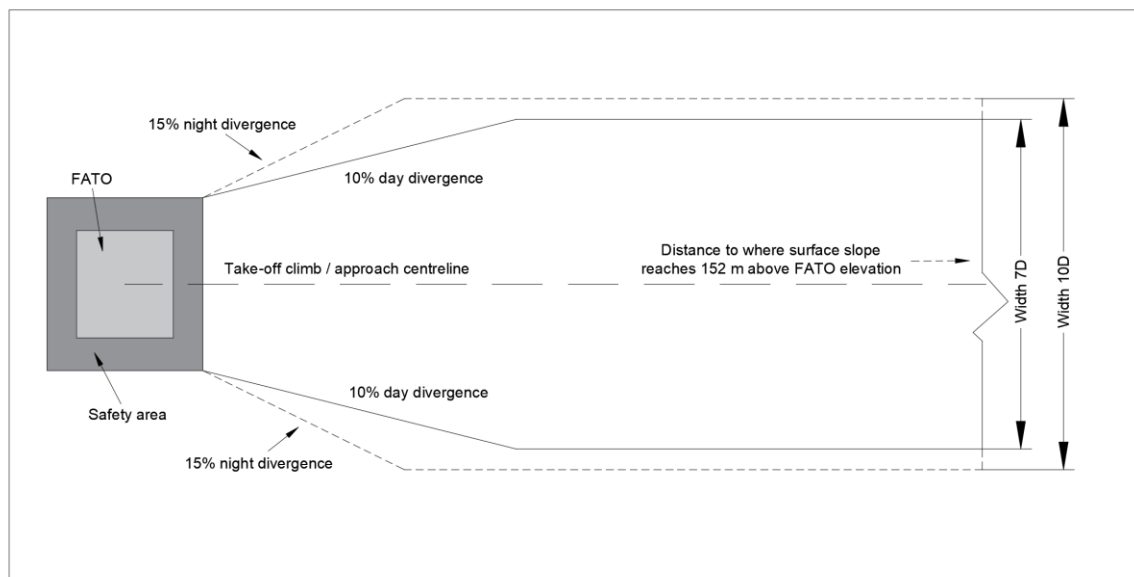 15% night divergence
FATO
10% day divergence
Take-off climb / approach centreline
Distance to where surface slope
reaches 152 m above FATO elevation
Width 7D
Width 10D
10% day divergence
Safety area
15% night divergence